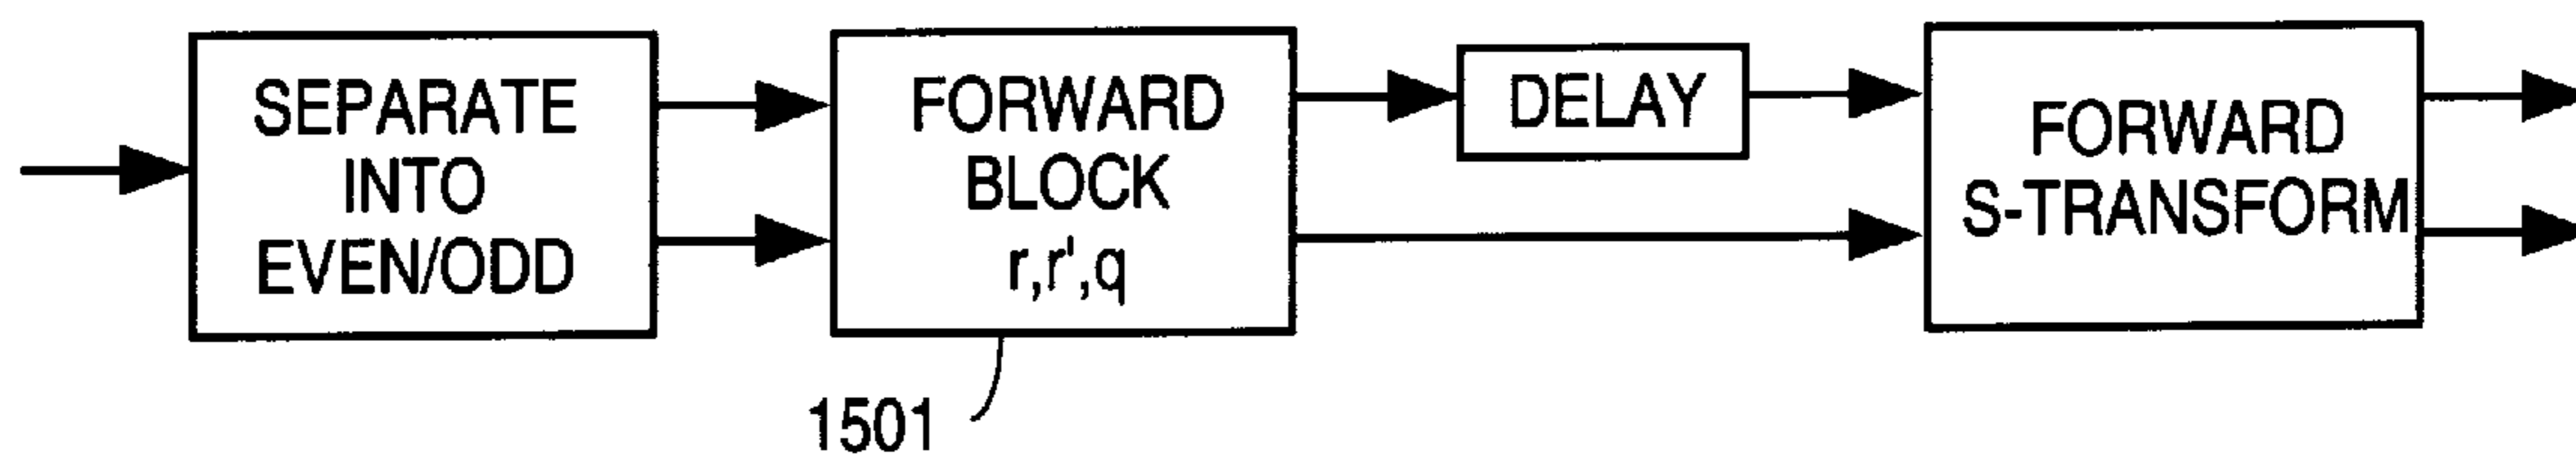 SEPARATE
INTO
EVEN/ODD
FORWARD
BLOCK
r,r',q
1501
DELAY
FORWARD
S-TRANSFORM